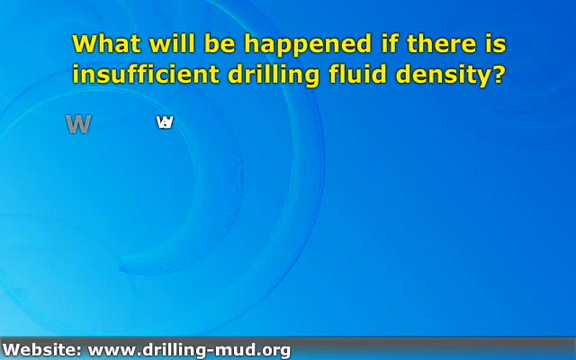 What will be happened if there is
insufficient drilling fluid density?
W
Website: www.drilling-mud.org